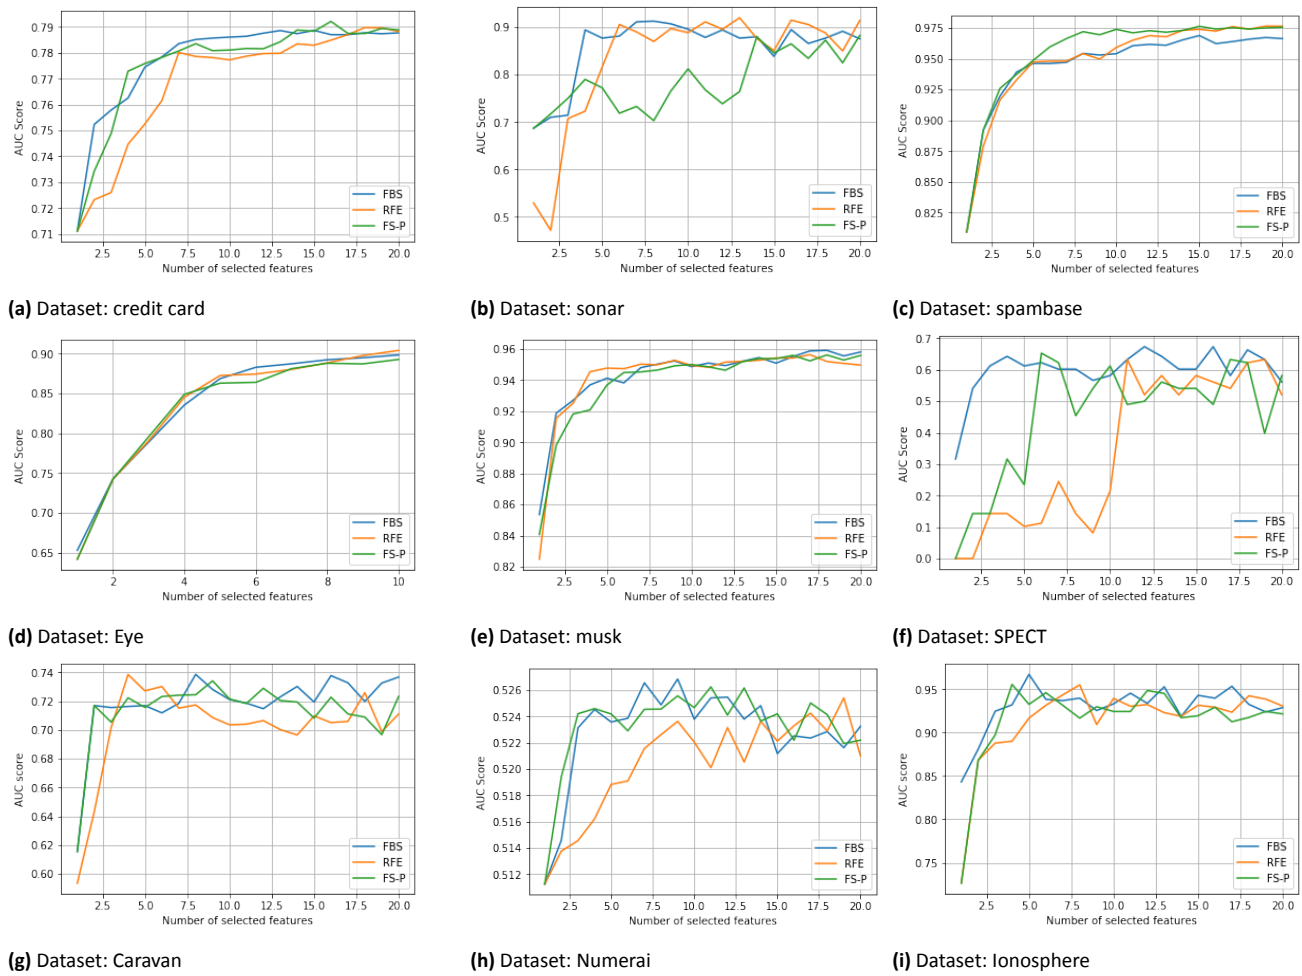 0.79
0.78
0.77
0.76
0.75
0.74
0.73
0.72
0.71
AUC Score
2.5 5.0 7.5 10.0 12.5 15.0 17.5 20.0
Number of selected features
FBS
RFE
FS-P
(a) Dataset: credit card
0.9
0.8
0.7
0.6
0.5
AUC Score
2.5 5.0 7.5 10.0 12.5 15.0 17.5 20.0
Number of selected features
FBS
RFE
FS-P
(b) Dataset: sonar
0.975
0.950
0.925
0.900
0.875
0.850
0.825
AUC Score
2.5 5.0 7.5 10.0 12.5 15.0 17.5 20.0
Number of selected features
FBS
RFE
FS-P
(c) Dataset: spambase
0.90
0.85
0.80
0.75
0.70
0.65
AUC Score
2 4 6 8 10
Number of selected features
FBS
RFE
FS-P
(d) Dataset: Eye
0.96
0.94
0.92
0.90
0.88
0.86
0.84
0.82
AUC Score
2.5 5.0 7.5 10.0 12.5 15.0 17.5 20.0
Number of selected features
FBS
RFE
FS-P
(e) Dataset: musk
0.7
0.6
0.5
0.4
0.3
0.2
0.1
0.0
AUC Score
2.5 5.0 7.5 10.0 12.5 15.0 17.5 20.0
Number of selected features
FBS
RFE
FS-P
(f) Dataset: SPECT
0.74
0.72
0.70
0.68
0.66
0.64
0.62
0.60
AUC score
2.5 5.0 7.5 10.0 12.5 15.0 17.5 20.0
Number of selected features
FBS
RFE
FS-P
(g) Dataset: Caravan
0.526
0.524
0.522
0.520
0.518
0.516
0.514
0.512
AUC score
2.5 5.0 7.5 10.0 12.5 15.0 17.5 20.0
Number of selected features
FBS
RFE
FS-P
(h) Dataset: Numerai
0.95
0.90
0.85
0.80
0.75
AUC score
2.5 5.0 7.5 10.0 12.5 15.0 17.5 20.0
Number of selected features
FBS
RFE
FS-P
(i) Dataset: Ionosphere